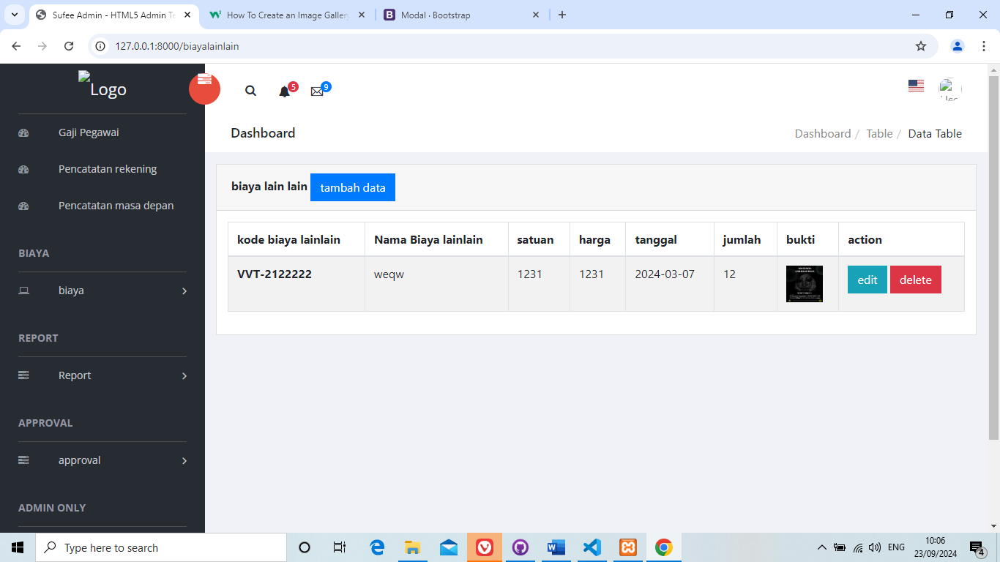 Sufee Admin - HTML5 Admin Te
How To Create an Image Gallery
Modal · Bootstrap
127.0.0.1:8000/biayalainlain
Logo
5
9
Gaji Pegawai
Pencatatan rekening
Pencatatan masa depan
BIAYA
biaya
REPORT
Report
APPROVAL
approval
ADMIN ONLY
Dashboard
Dashboard / Table / Data Table
biaya lain lain tambah data
kode biaya lainlain Nama Biaya lainlain satuan harga tanggal jumlah bukti action
VVT-2122222 weqw 1231 1231 2024-03-07 12 edit delete
Type here to search
ENG
10:06
23/09/2024
4